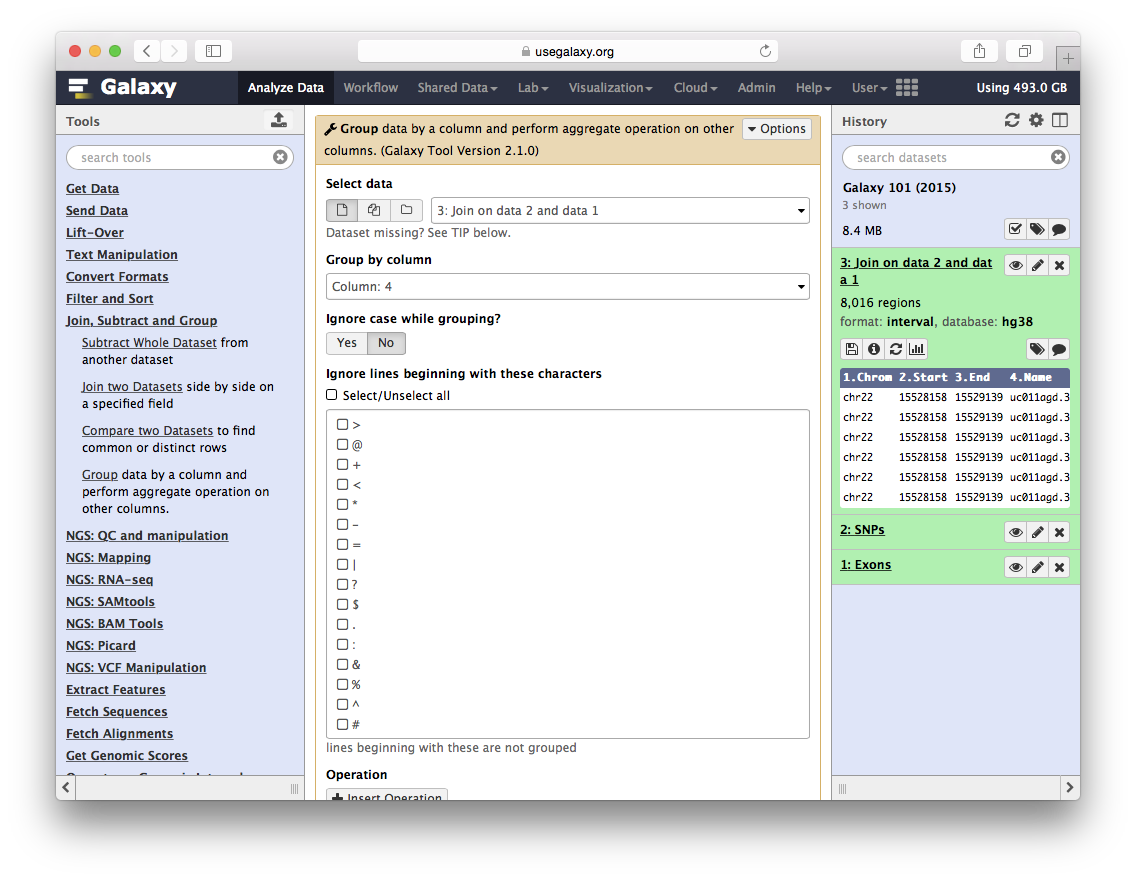 usegalaxy.org
Galaxy
Analyze Data Workflow Shared Data Lab Visualization Cloud Admin Help User Using 493.0 GB
Tools
search tools
Get Data
Send Data
Lift-Over
Text Manipulation
Convert Formats
Filter and Sort
Join, Subtract and Group
Subtract Whole Dataset from
another dataset
Join two Datasets side by side on
a specified field
Compare two Datasets to find
common or distinct rows
Group data by a column and
perform aggregate operation on
other columns.
NGS: QC and manipulation
NGS: Mapping
NGS: RNA-seq
NGS: SAMtools
NGS: BAM Tools
NGS: Picard
NGS: VCF Manipulation
Extract Features
Fetch Sequences
Fetch Alignments
Get Genomic Scores
Group data by a column and perform aggregate operation on other
columns. (Galaxy Tool Version 2.1.0)
Options
Select data
3: Join on data 2 and data 1
Dataset missing? See TIP below.
Group by column
Column: 4
Ignore case while grouping?
Yes No
Ignore lines beginning with these characters
Select/Unselect all
>
@
+
<
*
-
=
|
?
$
.
:
&
%
^
#
lines beginning with these are not grouped
Operation
Insert Operation
History
search datasets
Galaxy 101 (2015)
3 shown
8.4 MB
3: Join on data 2 and dat
a 1
8,016 regions
format: interval, database: hg38
1.Chrom 2.Start 3.End 4.Name
chr22 15528158 15529139 uc011agd.3
chr22 15528158 15529139 uc011agd.3
chr22 15528158 15529139 uc011agd.3
chr22 15528158 15529139 uc011agd.3
chr22 15528158 15529139 uc011agd.3
chr22 15528158 15529139 uc011agd.3
2: SNPs
1: Exons